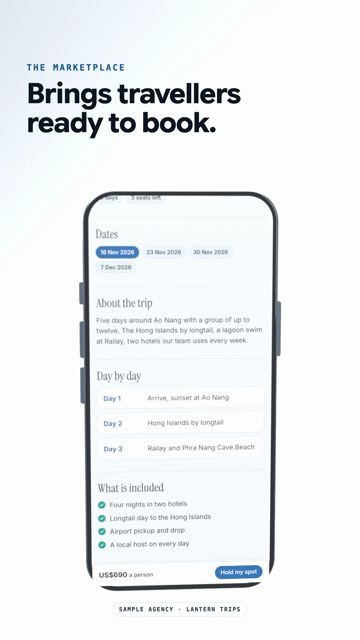 THE MARKETPLACE
Brings travellers
ready to book.
days
3 seats left
Dates
16 Nov 2026
23 Nov 2026
30 Nov 2026
7 Dec 2026
About the trip
Five days around Ao Nang with a group of up to
twelve. The Hong Islands by longtail, a lagoon swim
at Railay, two hotels our team uses every week.
Day by day
Day 1
Arrive, sunset at Ao Nang
Day 2
Hong Islands by longtail
Day 3
Railay and Phra Nang Cave Beach
What is included
Four nights in two hotels
Longtail day to the Hong Islands
Airport pickup and drop
A local host on every day
US$690 a person
Hold my spot
SAMPLE AGENCY · LANTERN TRIPS